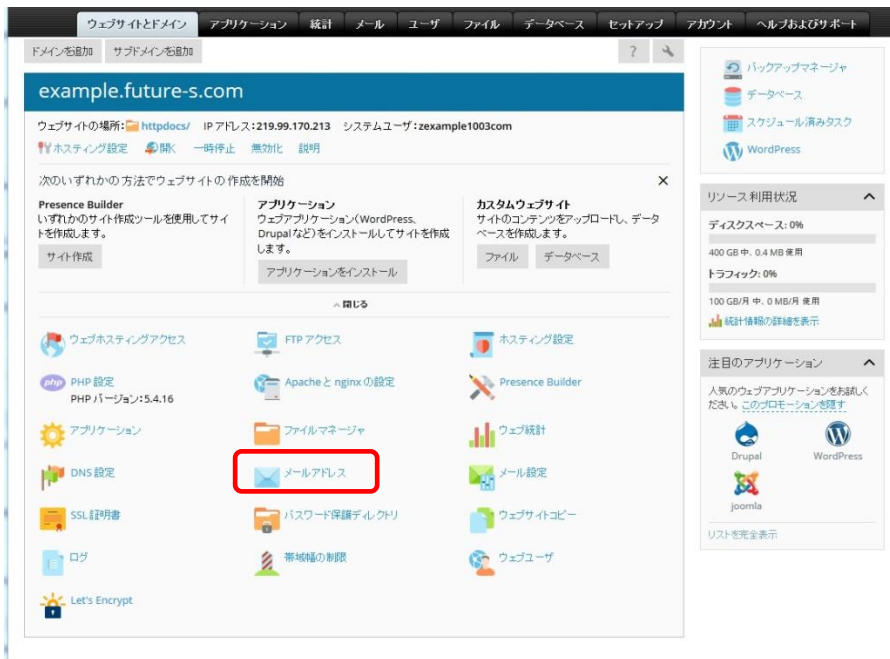 ウェブサイトとドメイン アプリケーション 統計 メール ユーザ ファイル データベース セットアップ アカウント ヘルプおよびサポート
ドメインを追加 サブドメインを追加 ?
example.future-s.com
ウェブサイトの場所: httpdocs/ IP アドレス:219.99.170.213 システムユーザ:zexample1003com
ホスティング設定 開く 一時停止 無効化 説明
次のいずれかの方法でウェブサイトの作成を開始
Presence Builder
いずれかのサイト作成ツールを使用してサイ
トを作成します。
サイト作成
アプリケーション
ウェブアプリケーション(WordPress、
Drupal など)をインストールしてサイトを作成
します。
アプリケーションをインストール
カスタムウェブサイト
サイトのコンテンツをアップロードし、データ
ベースを作成します。
ファイル データベース
閉じる
ウェブホスティングアクセス FTP アクセス ホスティング設定
php PHP 設定 Apache と nginx の設定 Presence Builder
PHP バージョン:5.4.16
アプリケーション ファイルマネージャ ウェブ統計
DNS 設定 メールアドレス メール設定
SSL 証明書 パスワード保護ディレクトリ ウェブサイトコピー
ログ 帯域幅の制限 ウェブユーザ
Let's Encrypt
バックアップマネージャ
データベース
スケジュール済みタスク
WordPress
リソース利用状況
ディスクスペース: 0%
400 GB 中、0.4 MB 使用
トラフィック: 0%
100 GB/月 中、0 MB/月 使用
統計情報の詳細を表示
注目のアプリケーション
人気のウェブアプリケーションをお試しく
ださい。このプロモーションを隠す
Drupal WordPress
joomla
リストを完全表示